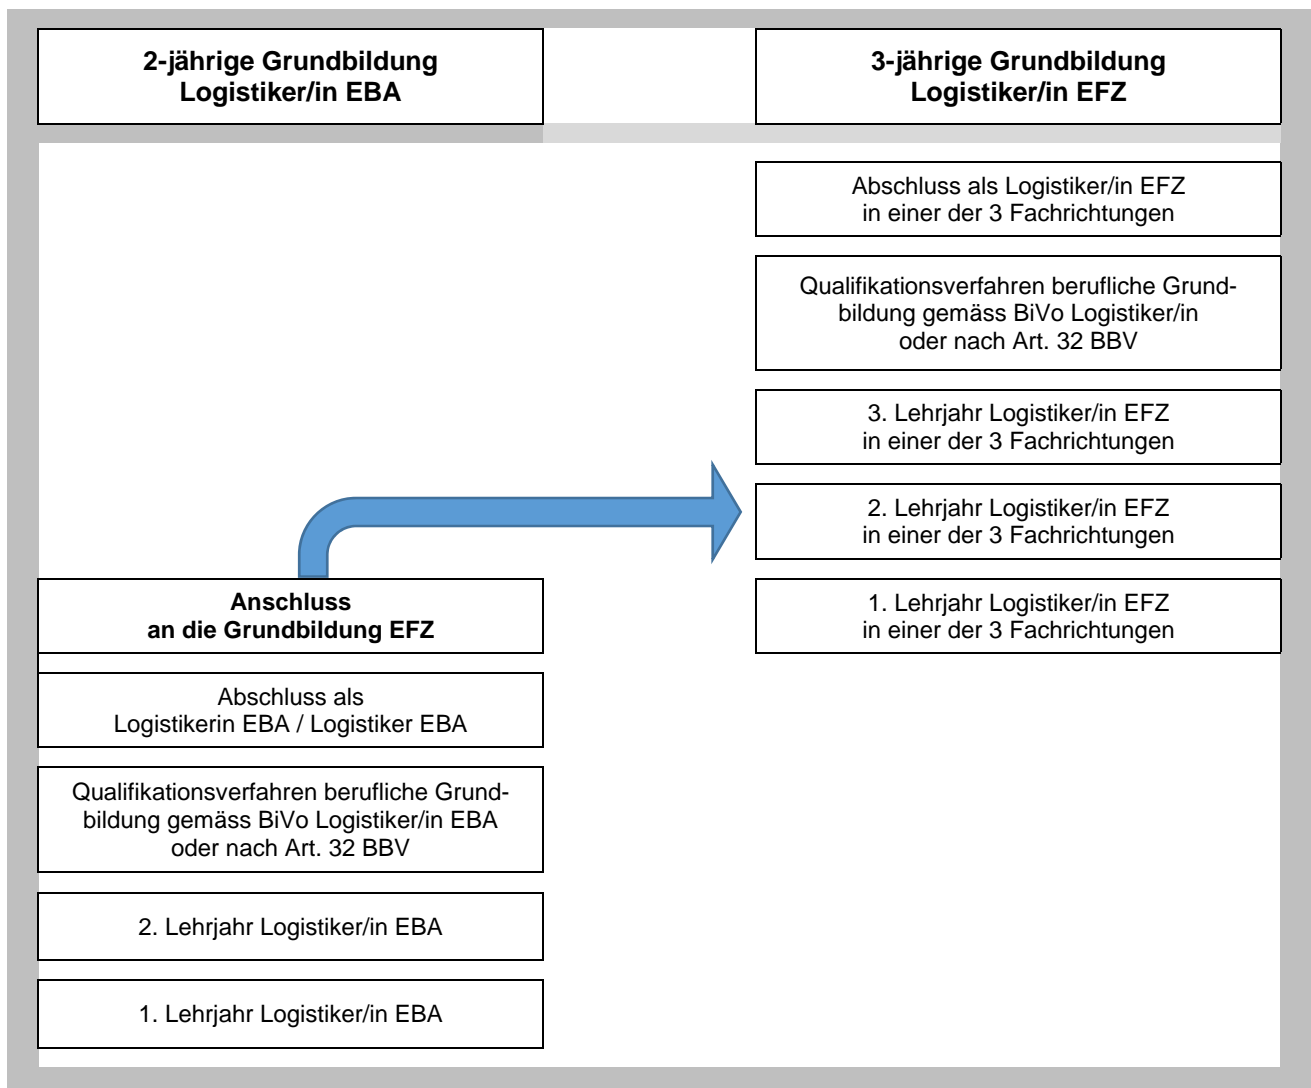 2-jährige Grundbildung
Logistiker/in EBA
3-jährige Grundbildung
Logistiker/in EFZ
Abschluss als Logistiker/in EFZ
in einer der 3 Fachrichtungen
Qualifikationsverfahren berufliche Grund-
bildung gemäss BiVo Logistiker/in
oder nach Art. 32 BBV
3. Lehrjahr Logistiker/in EFZ
in einer der 3 Fachrichtungen
2. Lehrjahr Logistiker/in EFZ
in einer der 3 Fachrichtungen
Anschluss
an die Grundbildung EFZ
1. Lehrjahr Logistiker/in EFZ
in einer der 3 Fachrichtungen
Abschluss als
Logistikerin EBA / Logistiker EBA
Qualifikationsverfahren berufliche Grund-
bildung gemäss BiVo Logistiker/in EBA
oder nach Art. 32 BBV
2. Lehrjahr Logistiker/in EBA
1. Lehrjahr Logistiker/in EBA